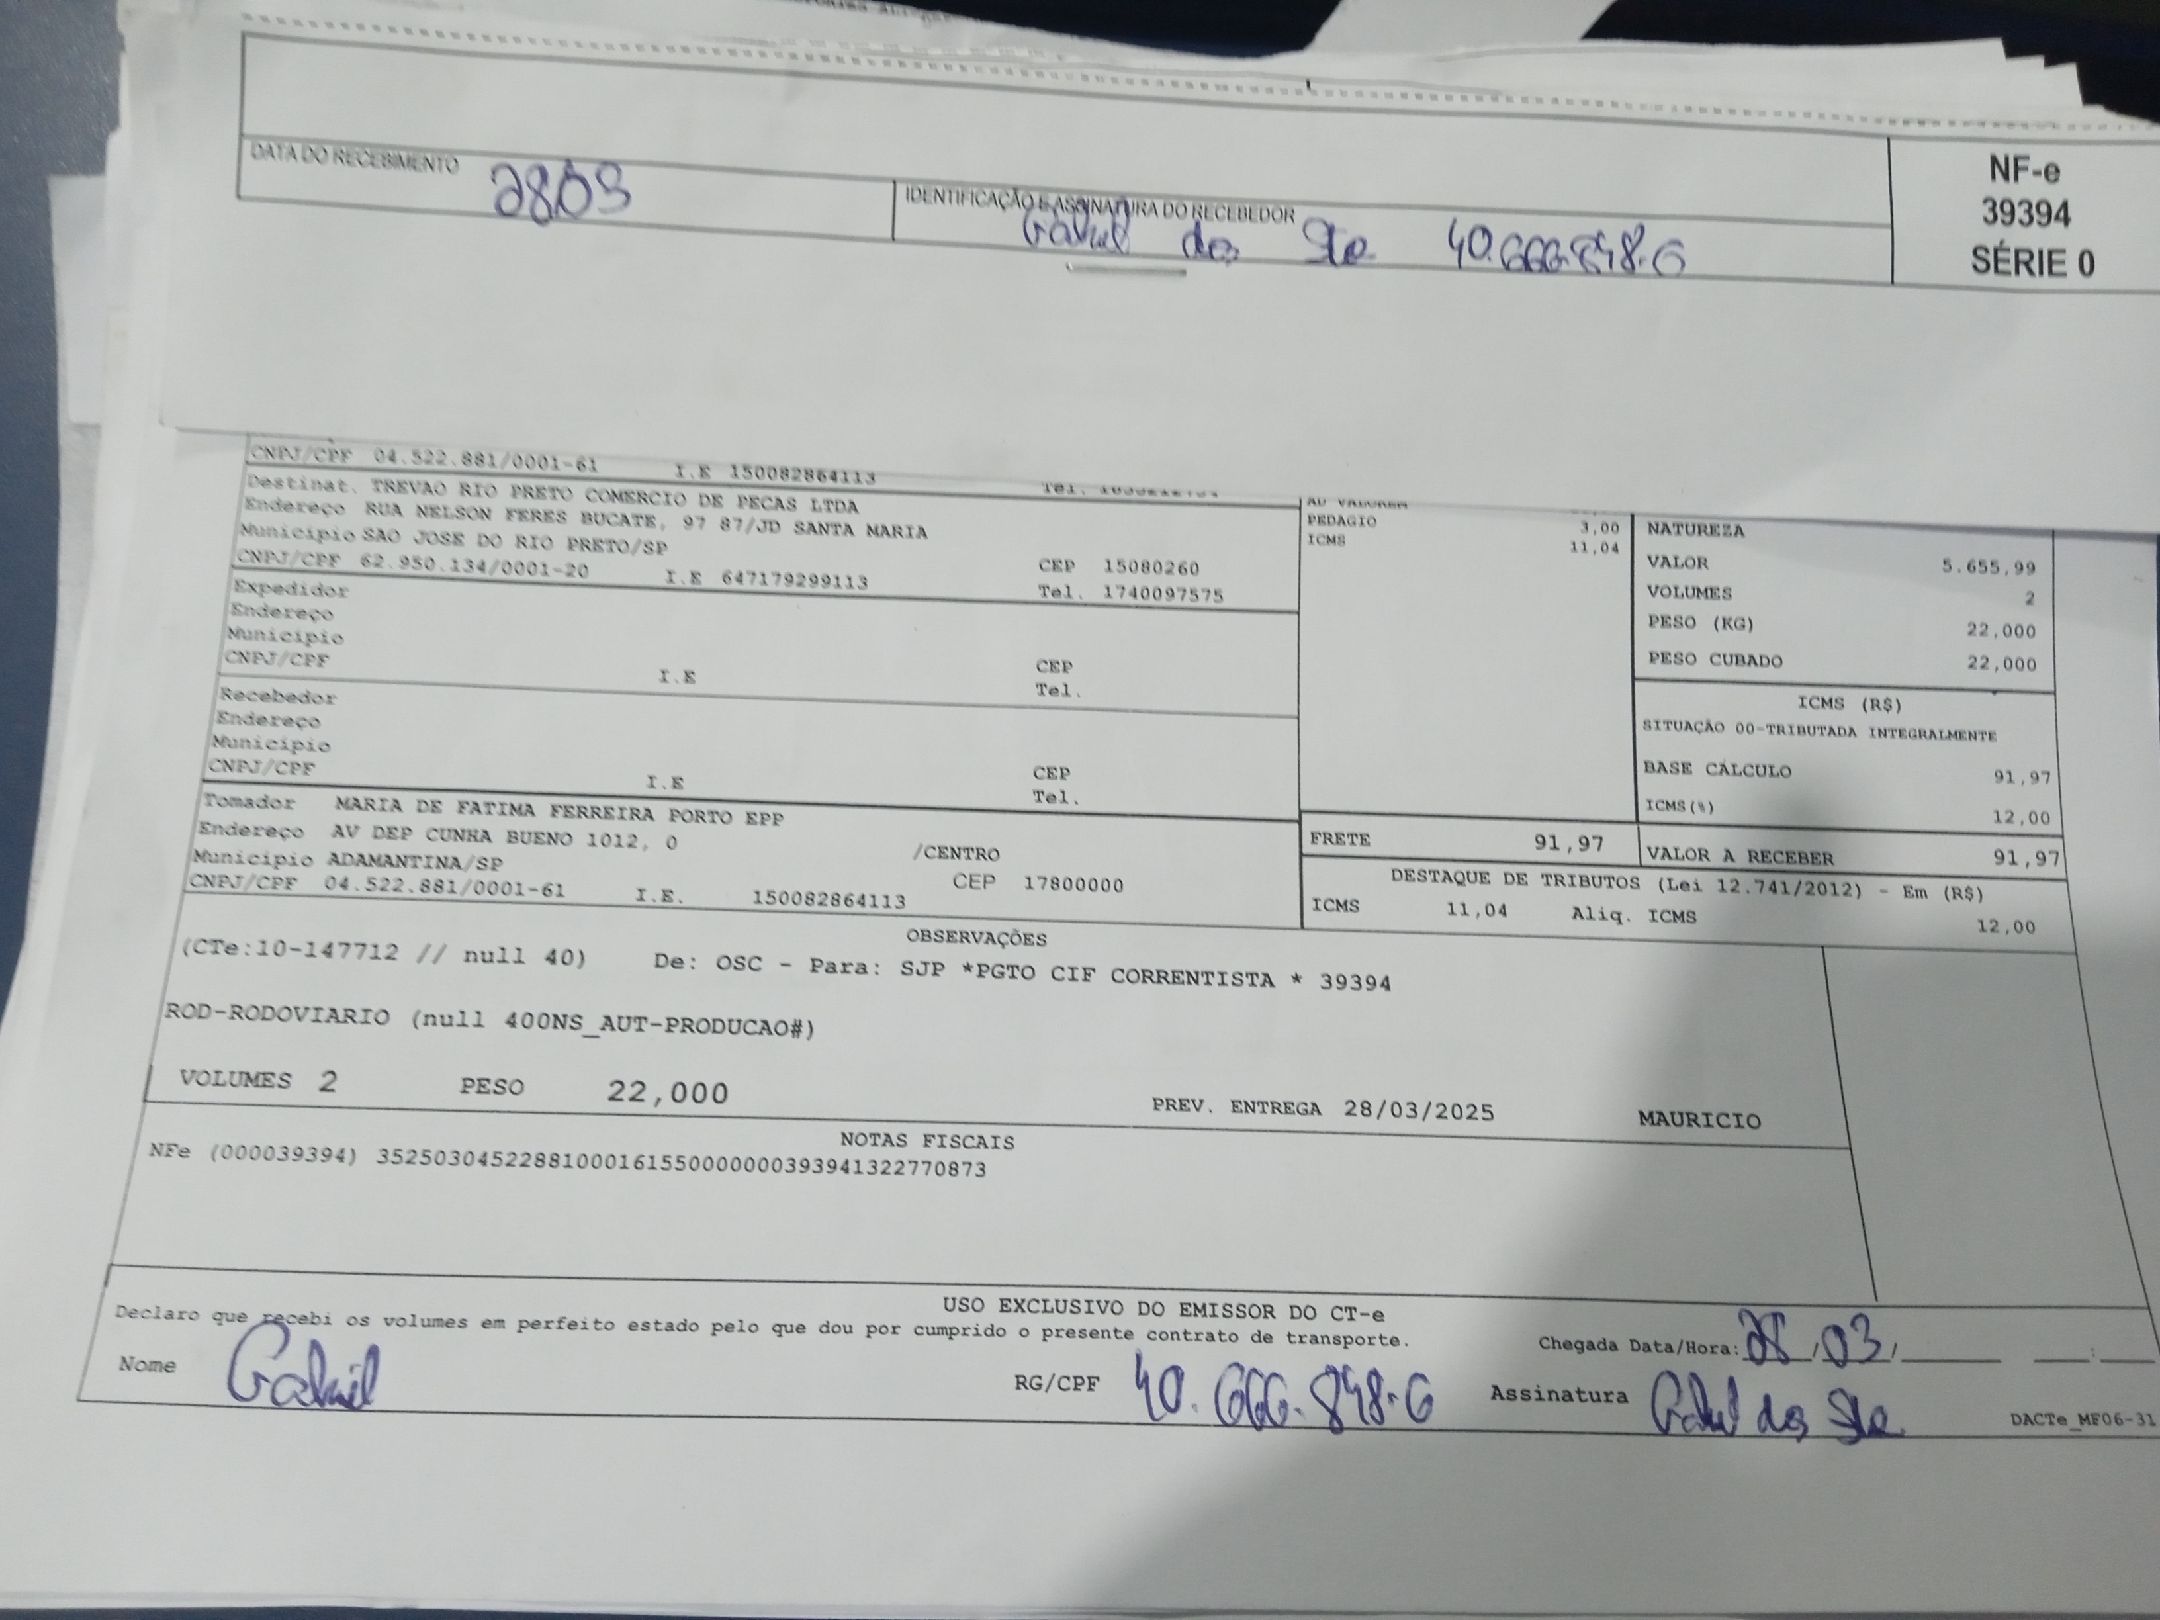 DATA DO RECEBIMENTO 28.03
IDENTIFICAÇÃO E ASSINATURA DO RECEBEDOR
40.666.848-6
NF-e
39394
SÉRIE 0
CNPJ/CPF 04.522.881/0001-61 I.E 150082864113
Destinat. TREVAO RIO PRETO COMERCIO DE PECAS LTDA
Endereço RUA NELSON FERES BUCATE, 97 87/JD SANTA MARIA
Município SAO JOSE DO RIO PRETO/SP CEP 15080260
CNPJ/CPF 62.950.134/0001-20 I.E 647179299113 Tel. 1740097575
Expedidor
Endereço
Município CEP
CNPJ/CPF I.E Tel.
Recebedor
Endereço
Município CEP
CNPJ/CPF I.E Tel.
Tomador MARIA DE FATIMA FERREIRA PORTO EPP
Endereço AV DEP CUNHA BUENO 1012, 0 /CENTRO
Município ADAMANTINA/SP CEP 17800000
CNPJ/CPF 04.522.881/0001-61 I.E. 150082864113
AD VALOREM
PEDAGIO 3,00
ICMS 11,04
NATUREZA
VALOR 5.655,99
VOLUMES 2
PESO (KG) 22,000
PESO CUBADO 22,000
ICMS (R$)
SITUAÇÃO 00-TRIBUTADA INTEGRALMENTE
BASE CÁLCULO 91,97
ICMS(%) 12,00
FRETE 91,97 VALOR A RECEBER 91,97
DESTAQUE DE TRIBUTOS (Lei 12.741/2012) - Em (R$)
ICMS 11,04 Aliq. ICMS 12,00
OBSERVAÇÕES
(CTe:10-147712 // null 40) De: OSC - Para: SJP *PGTO CIF CORRENTISTA * 39394
ROD-RODOVIARIO (null 400NS_AUT-PRODUCAO#)
VOLUMES 2 PESO 22,000 PREV. ENTREGA 28/03/2025 MAURICIO
NOTAS FISCAIS
NFe (000039394) 35250304522881000161550000000393941322770873
USO EXCLUSIVO DO EMISSOR DO CT-e
Declaro que recebi os volumes em perfeito estado pelo que dou por cumprido o presente contrato de transporte. Chegada Data/Hora: 28/03/
Nome Gabriel RG/CPF 40.666.848-6 Assinatura
DACTe_MF06-31